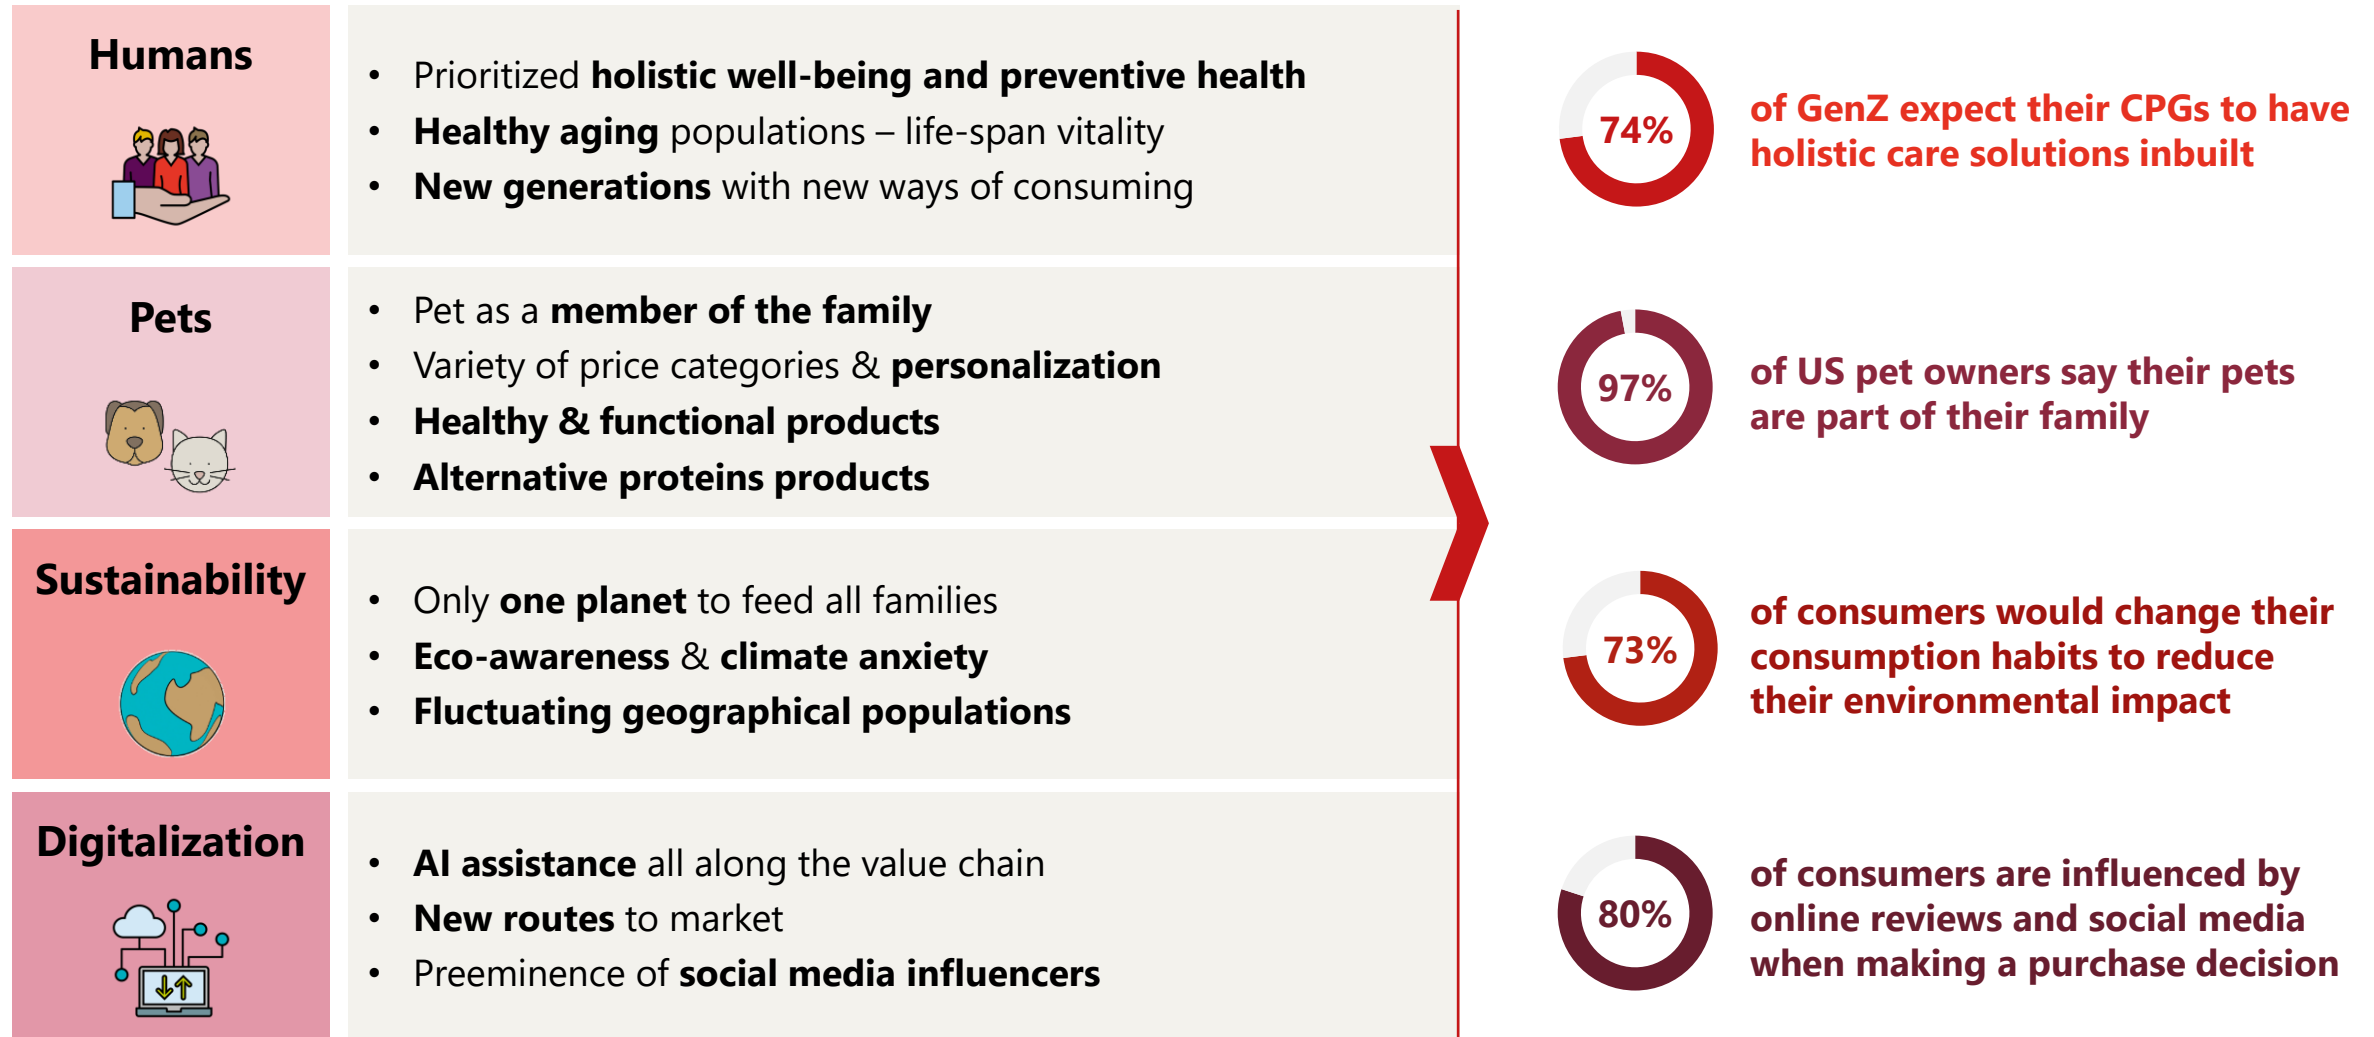 Humans
• Prioritized holistic well-being and preventive health
• Healthy aging populations – life-span vitality
• New generations with new ways of consuming
74%
of GenZ expect their CPGs to have
holistic care solutions inbuilt
Pets
• Pet as a member of the family
• Variety of price categories & personalization
• Healthy & functional products
• Alternative proteins products
97%
of US pet owners say their pets
are part of their family
Sustainability
• Only one planet to feed all families
• Eco-awareness & climate anxiety
• Fluctuating geographical populations
73%
of consumers would change their
consumption habits to reduce
their environmental impact
Digitalization
• AI assistance all along the value chain
• New routes to market
• Preeminence of social media influencers
80%
of consumers are influenced by
online reviews and social media
when making a purchase decision